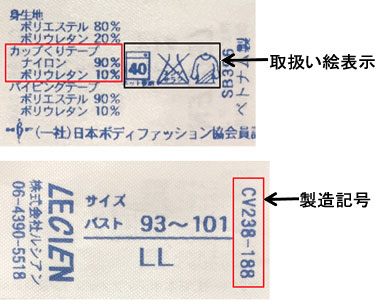 身生地
ポリエステル 80%
ポリウレタン 20%
カップくりテープ
ナイロン 90%
ポリウレタン 10%
パイピングテープ
ポリエステル 90%
ポリウレタン 10%
(一社)日本ボディファッション協会員
40
取扱い絵表示
LECIEN
株式会社ルシアン
06-4390-5518
サイズ
バスト 93〜101
LL
CV238-188
製造記号